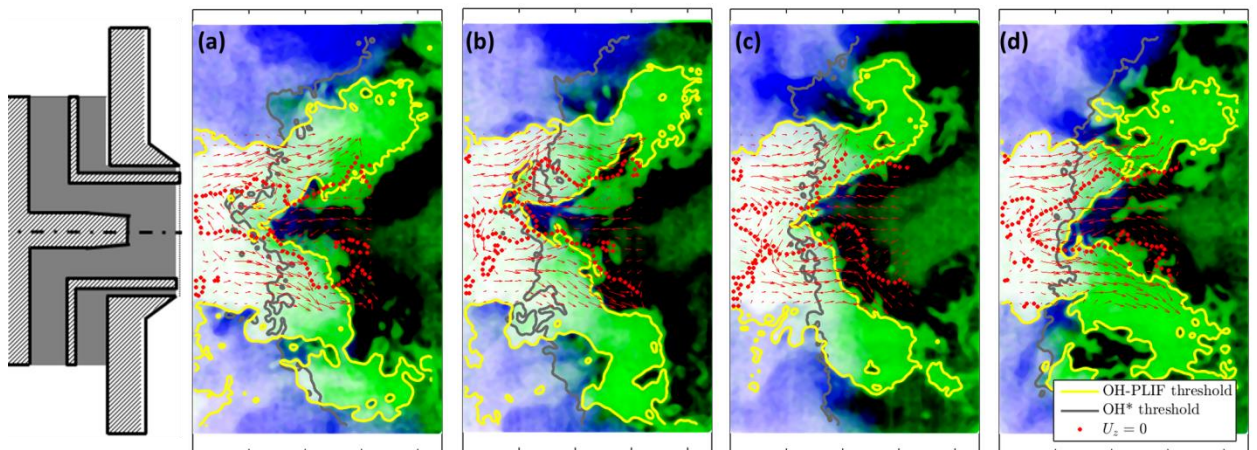 (a)
(b)
(c)
(d)
OH-PLIF threshold
OH* threshold
U_z = 0